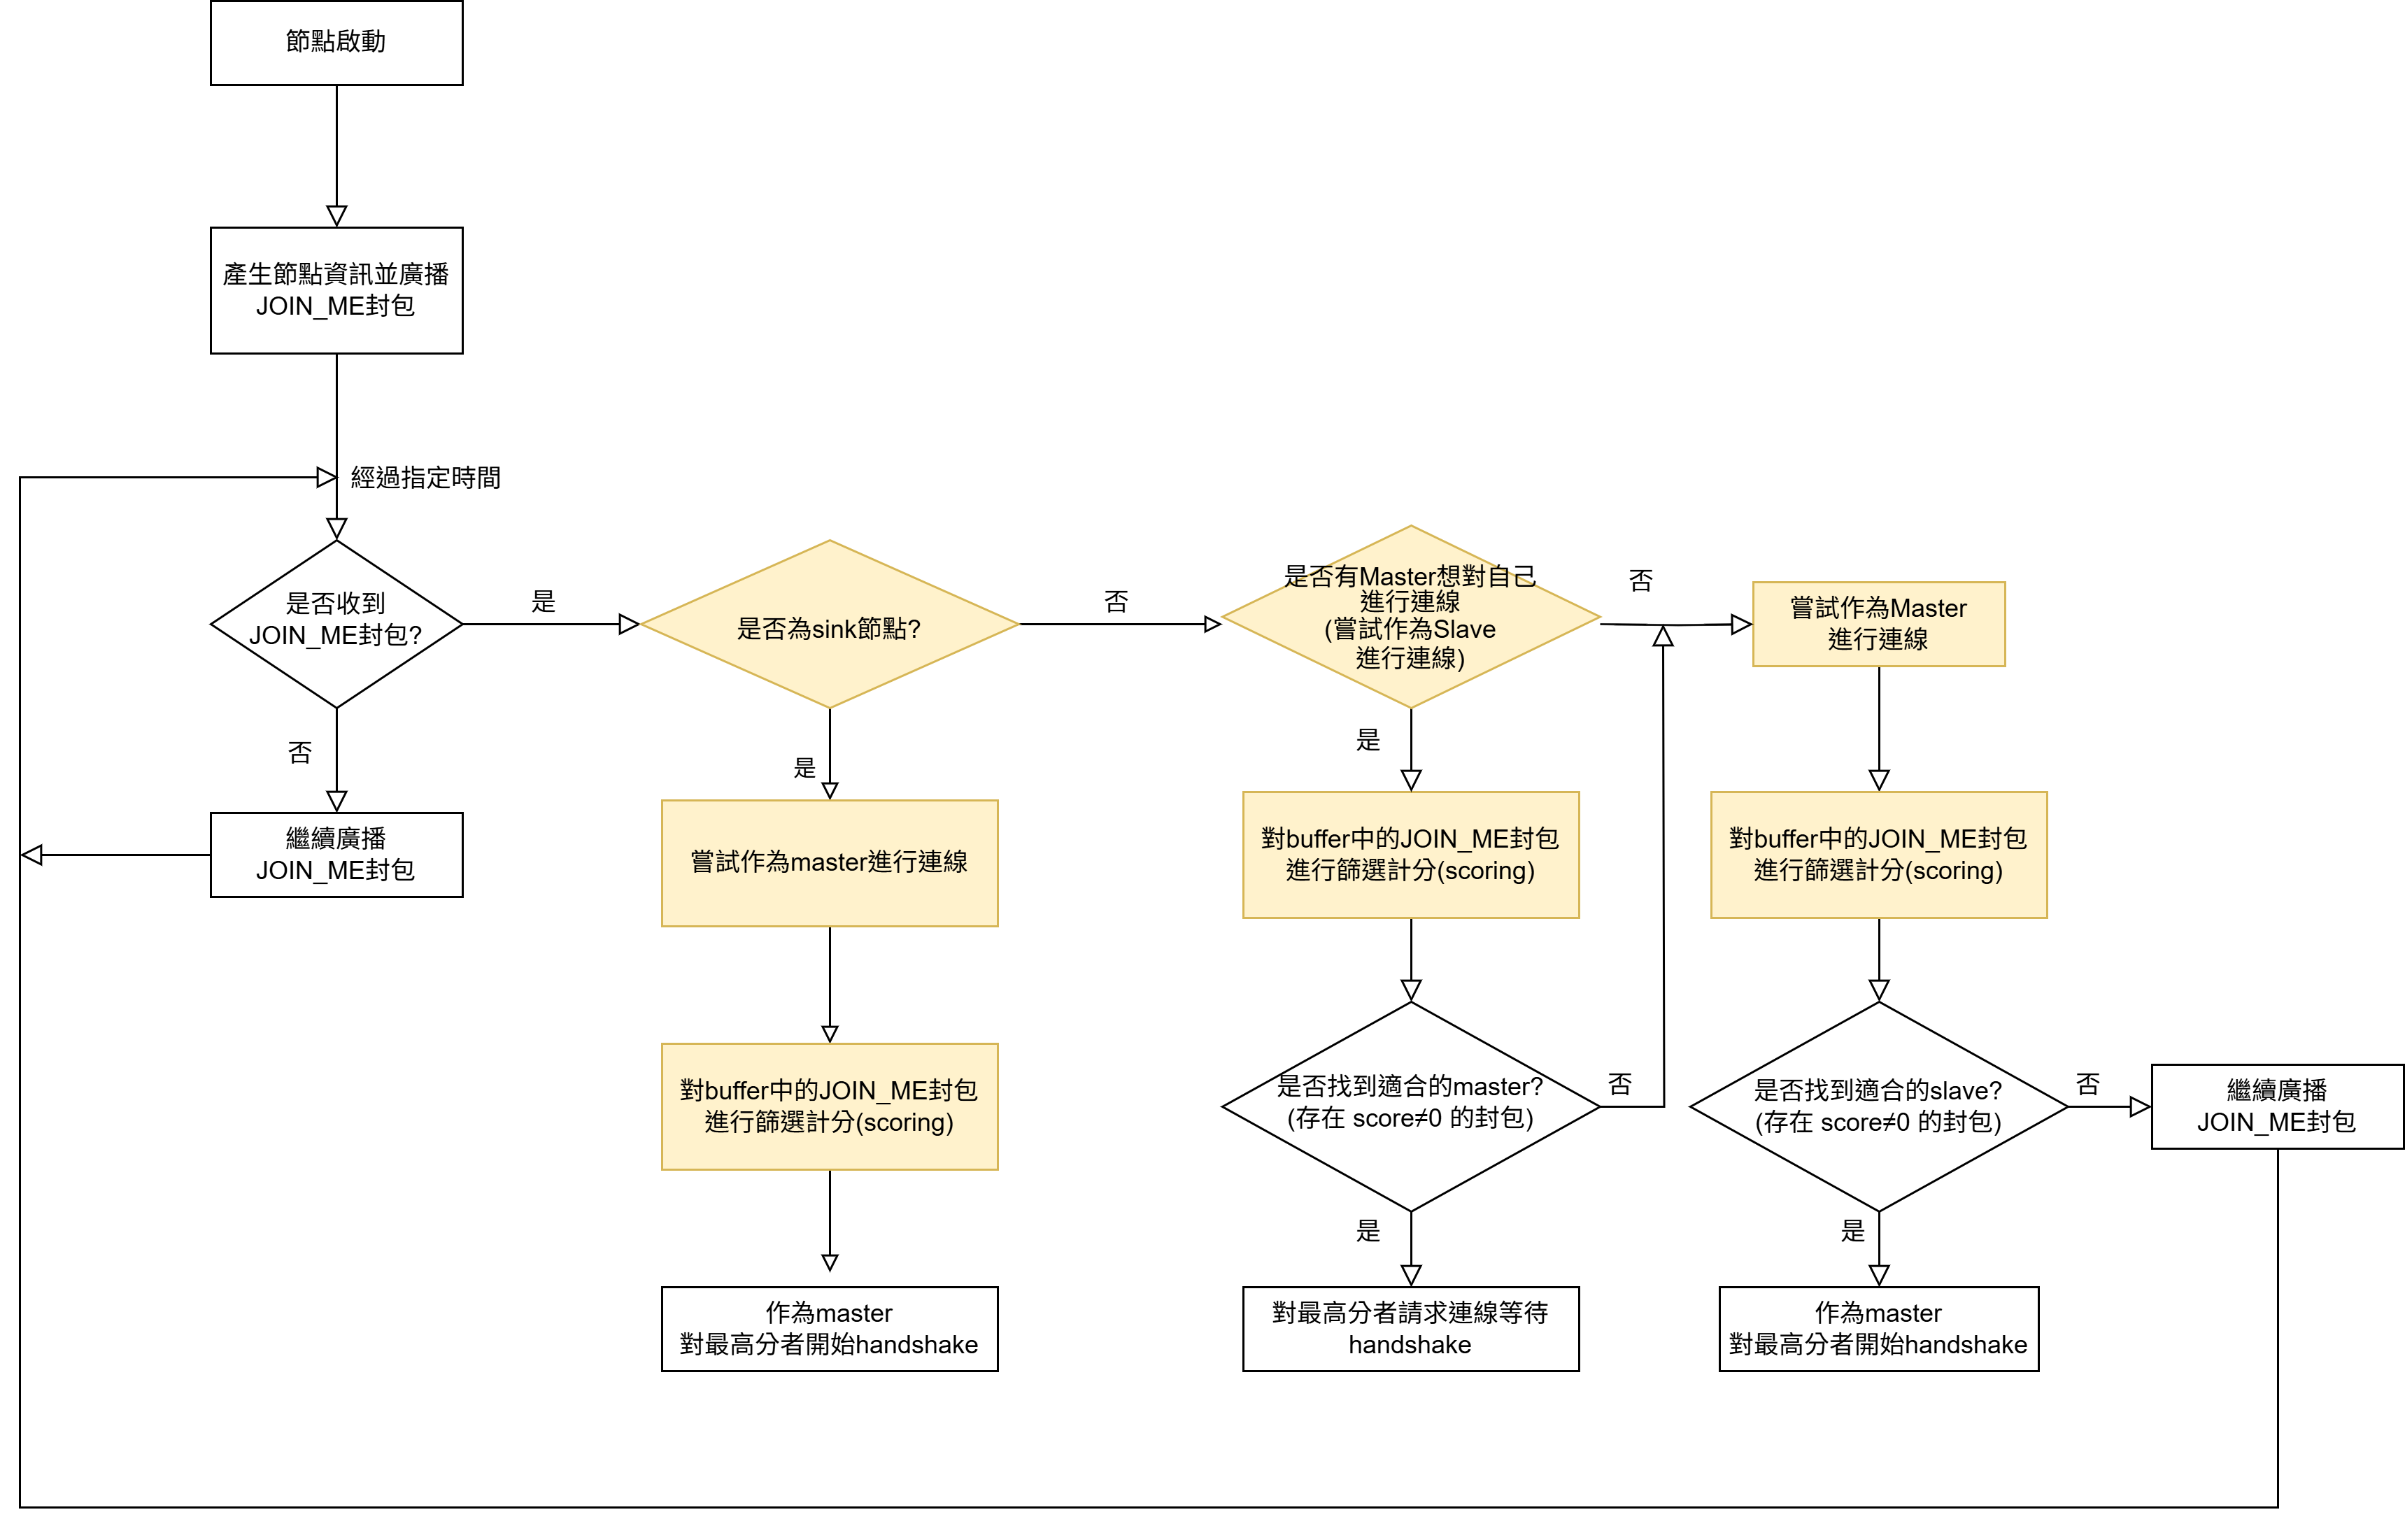 節點啟動
產生節點資訊並廣播
JOIN_ME封包
經過指定時間
是否收到
JOIN_ME封包?
是
否
繼續廣播
JOIN_ME封包
是否為sink節點?
否
是
嘗試作為master進行連線
對buffer中的JOIN_ME封包
進行篩選計分(scoring)
作為master
對最高分者開始handshake
是否有Master想對自己
進行連線
(嘗試作為Slave
進行連線)
否
是
對buffer中的JOIN_ME封包
進行篩選計分(scoring)
是否找到適合的master?
(存在 score≠0 的封包)
否
是
對最高分者請求連線等待
handshake
嘗試作為Master
進行連線
對buffer中的JOIN_ME封包
進行篩選計分(scoring)
是否找到適合的slave?
(存在 score≠0 的封包)
否
是
作為master
對最高分者開始handshake
繼續廣播
JOIN_ME封包